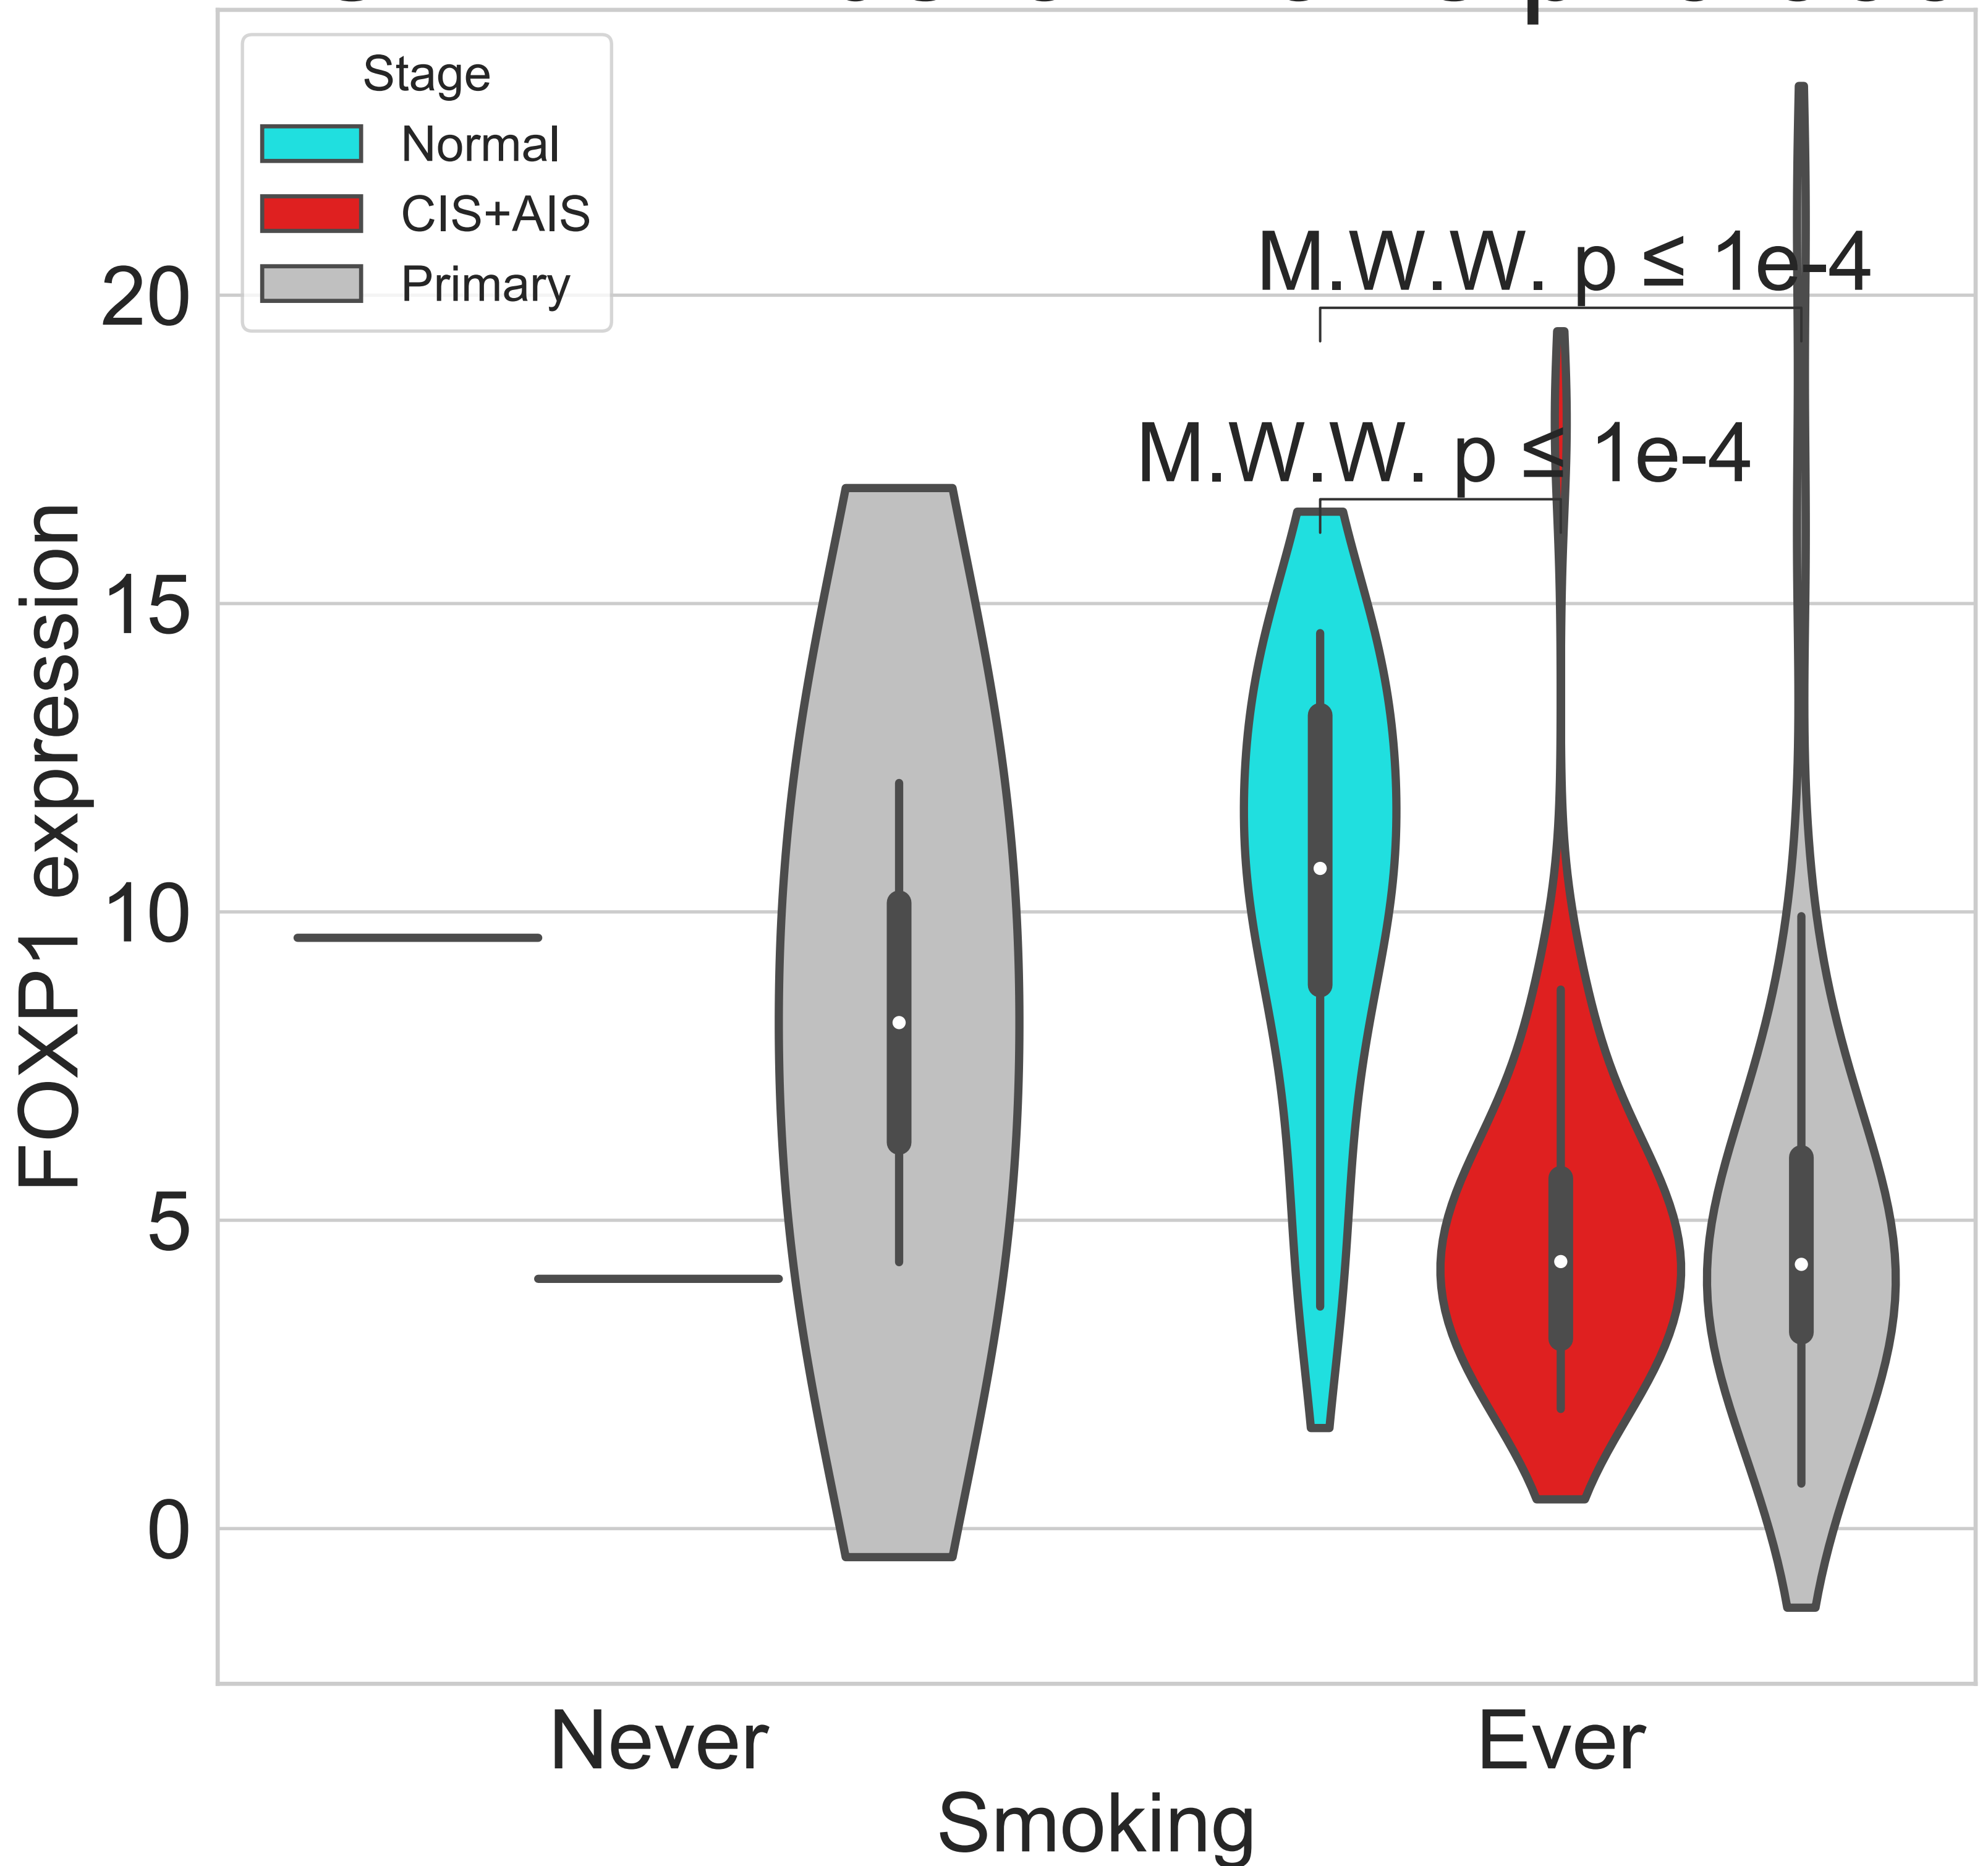 Stage
Normal
CIS+AIS
Primary
M.W.W. p ≤ 1e-4
M.W.W. p ≤ 1e-4
FOXP1 expression
20
15
10
5
0
Never
Ever
Smoking